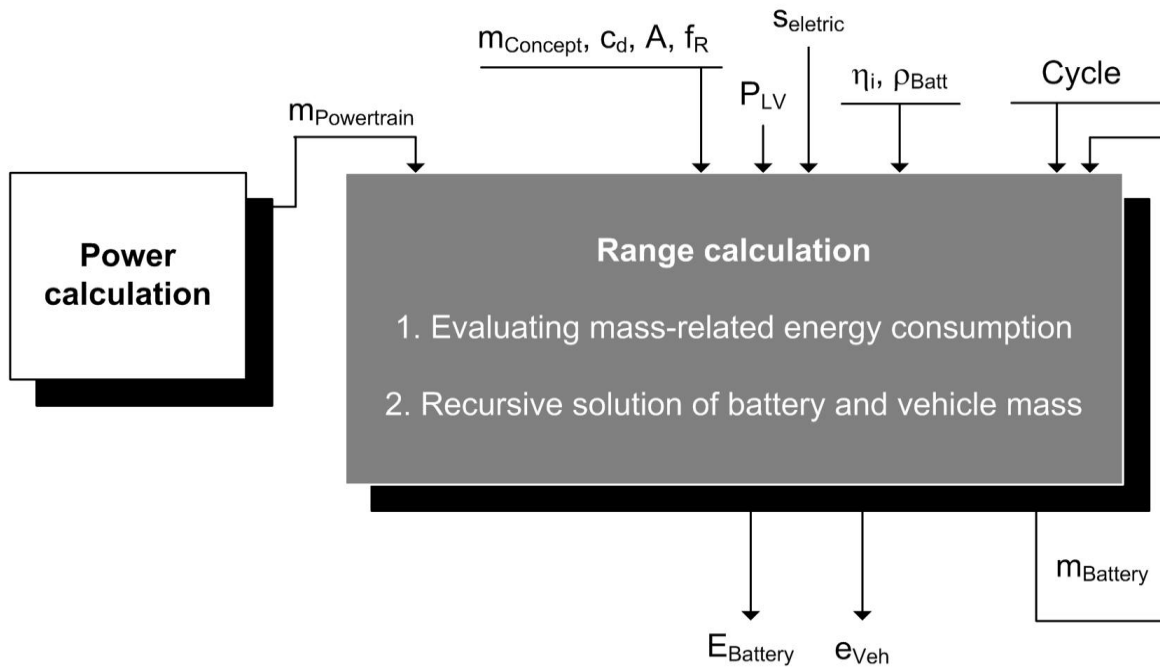 s_eletric
m_Concept, c_d, A, f_R
η_i, ρ_Batt
Cycle
P_LV
m_Powertrain
Power
calculation
Range calculation
1. Evaluating mass-related energy consumption
2. Recursive solution of battery and vehicle mass
m_Battery
E_Battery
e_Veh